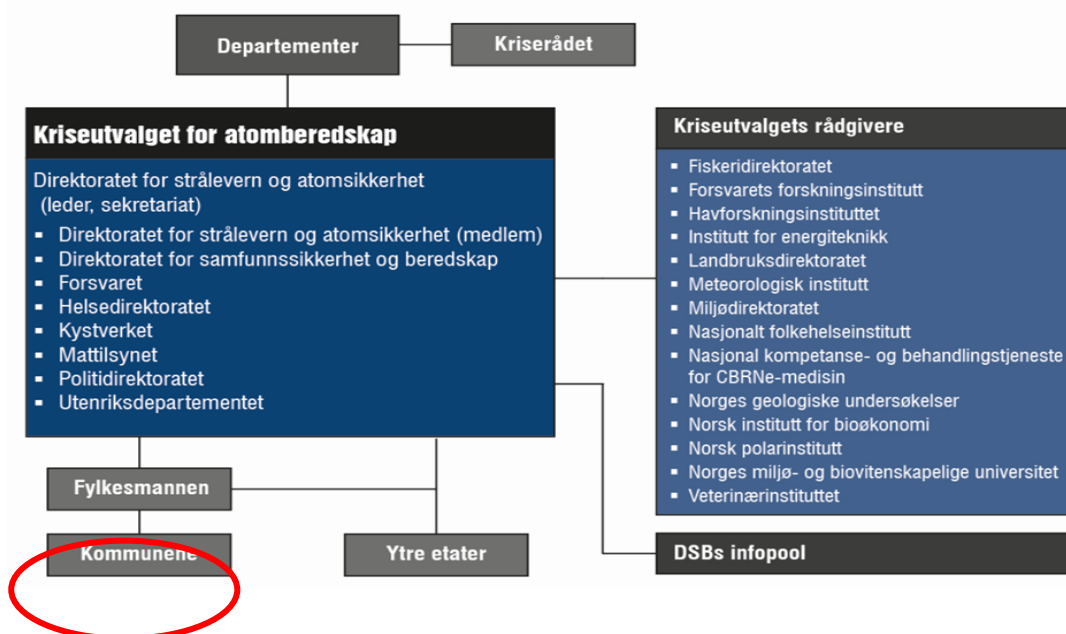 Departementer
Kriserådet
Kriseutvalget for atomberedskap
Direktoratet for strålevern og atomsikkerhet
(leder, sekretariat)
▪ Direktoratet for strålevern og atomsikkerhet (medlem)
▪ Direktoratet for samfunnssikkerhet og beredskap
▪ Forsvaret
▪ Helsedirektoratet
▪ Kystverket
▪ Mattilsynet
▪ Politidirektoratet
▪ Utenriksdepartementet
Kriseutvalgets rådgivere
▪ Fiskeridirektoratet
▪ Forsvarets forskningsinstitutt
▪ Havforskningsinstituttet
▪ Institutt for energiteknikk
▪ Landbruksdirektoratet
▪ Meteorologisk institutt
▪ Miljødirektoratet
▪ Nasjonalt folkehelseinstitutt
▪ Nasjonal kompetanse- og behandlingstjeneste
for CBRNe-medisin
▪ Norges geologiske undersøkelser
▪ Norsk institutt for bioøkonomi
▪ Norsk polarinstitutt
▪ Norges miljø- og biovitenskapelige universitet
▪ Veterinærinstituttet
Fylkesmannen
Kommunene
Ytre etater
DSBs infopool